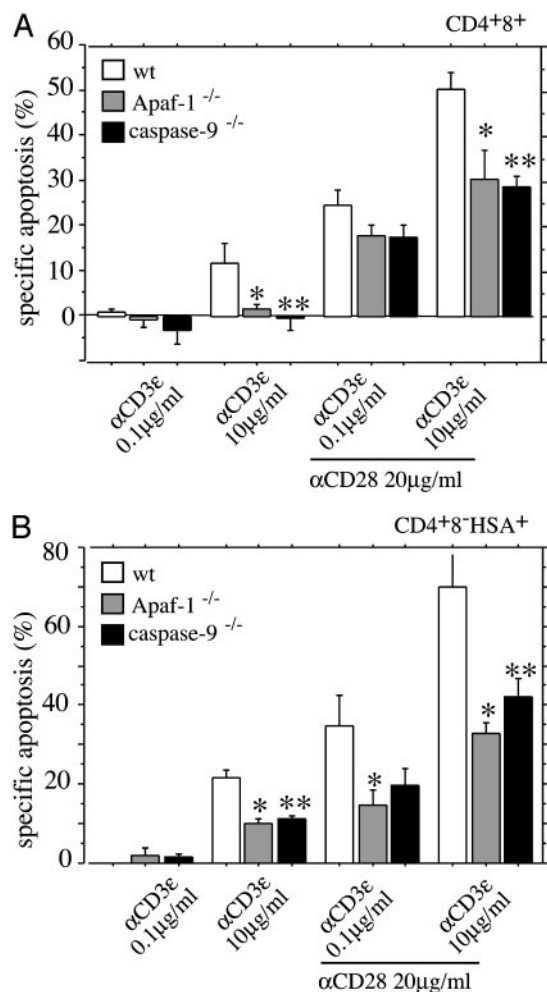 A
CD4⁺8⁺
60
50
40
30
20
10
0
specific apoptosis (%)
wt
Apaf-1 -/-
caspase-9 -/-
*
**
*
**
αCD3ε
0.1µg/ml
αCD3ε
10µg/ml
αCD3ε
0.1µg/ml
αCD3ε
10µg/ml
αCD28 20µg/ml
B
CD4⁺8⁻HSA⁺
80
60
40
20
0
specific apoptosis (%)
wt
Apaf-1 -/-
caspase-9 -/-
*
**
*
*
**
αCD3ε
0.1µg/ml
αCD3ε
10µg/ml
αCD3ε
0.1µg/ml
αCD3ε
10µg/ml
αCD28 20µg/ml